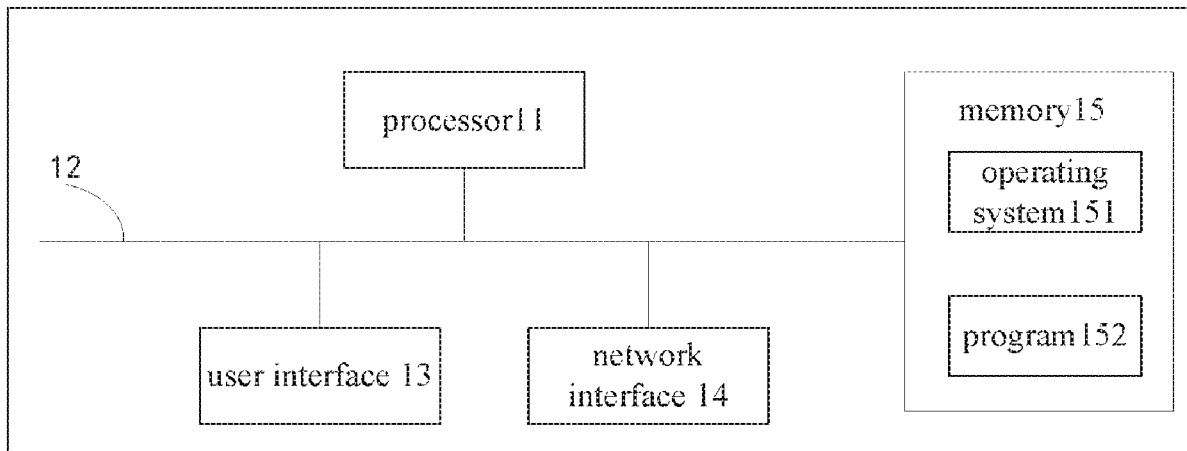 processor11
memory15
operating
system151
12
program152
user interface 13
network
interface 14